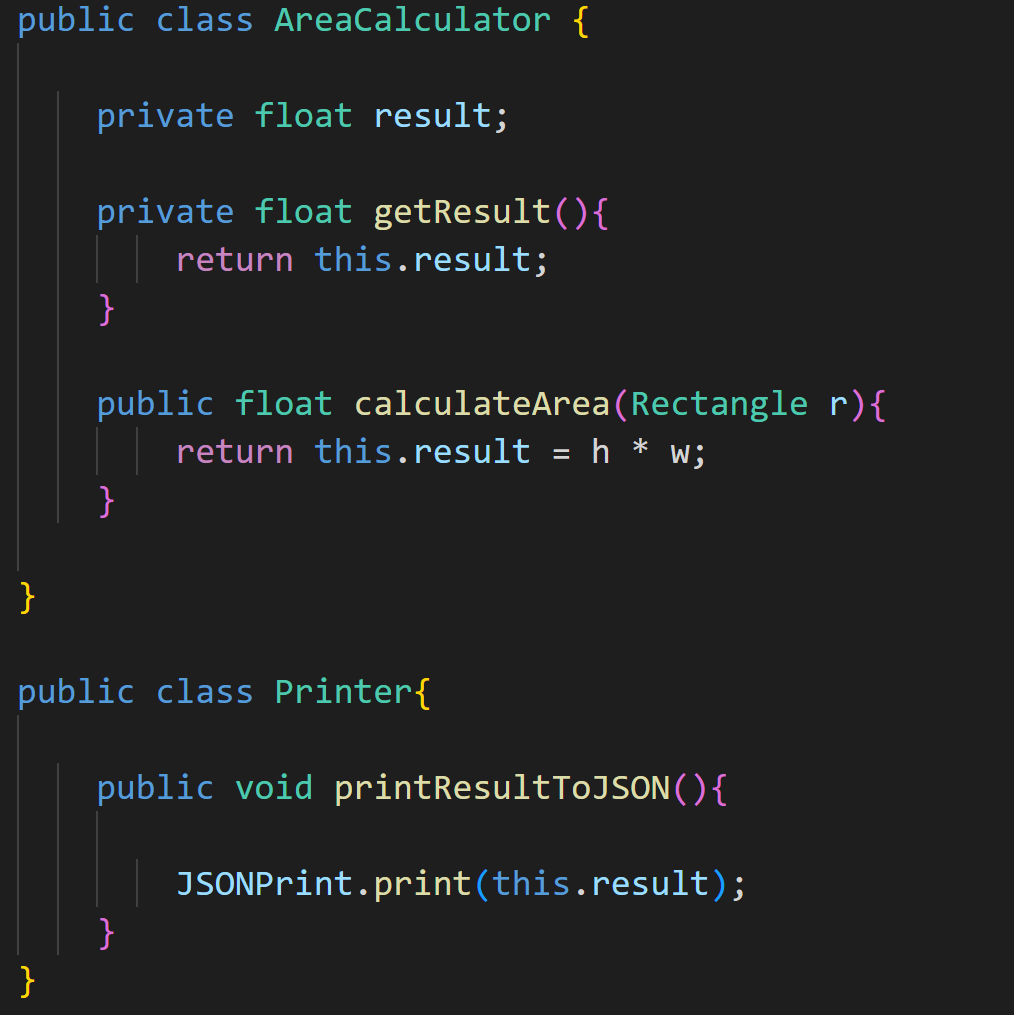 public class AreaCalculator {
private float result;
private float getResult(){
return this.result;
}
public float calculateArea(Rectangle r){
return this.result = h * w;
}
}
public class Printer{
public void printResultToJSON(){
JSONPrint.print(this.result);
}
}